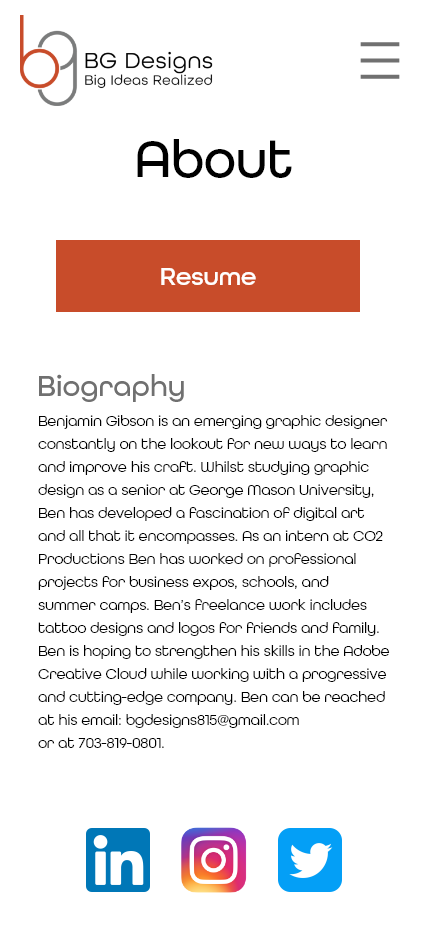 BG Designs
Big Ideas Realized
About
Resume
Biography
Benjamin Gibson is an emerging graphic designer
constantly on the lookout for new ways to learn
and improve his craft. Whilst studying graphic
design as a senior at George Mason University,
Ben has developed a fascination of digital art
and all that it encompasses. As an intern at CO2
Productions Ben has worked on professional
projects for business expos, schools, and
summer camps. Ben's freelance work includes
tattoo designs and logos for friends and family.
Ben is hoping to strengthen his skills in the Adobe
Creative Cloud while working with a progressive
and cutting-edge company. Ben can be reached
at his email: bgdesigns815@gmail.com
or at 703-819-0801.
in